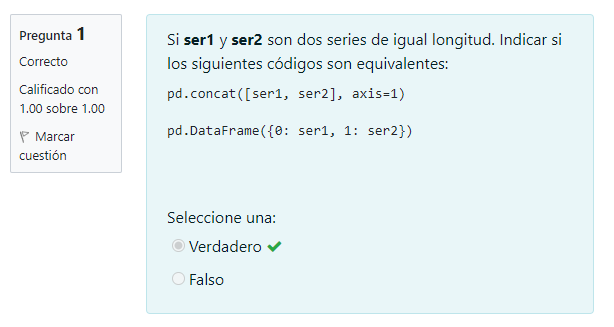 Pregunta 1
Correcto
Calificado con
1.00 sobre 1.00
Marcar
cuestión
Si ser1 y ser2 son dos series de igual longitud. Indicar si
los siguientes códigos son equivalentes:
pd.concat([ser1, ser2], axis=1)
pd.DataFrame({0: ser1, 1: ser2})
Seleccione una:
Verdadero
Falso